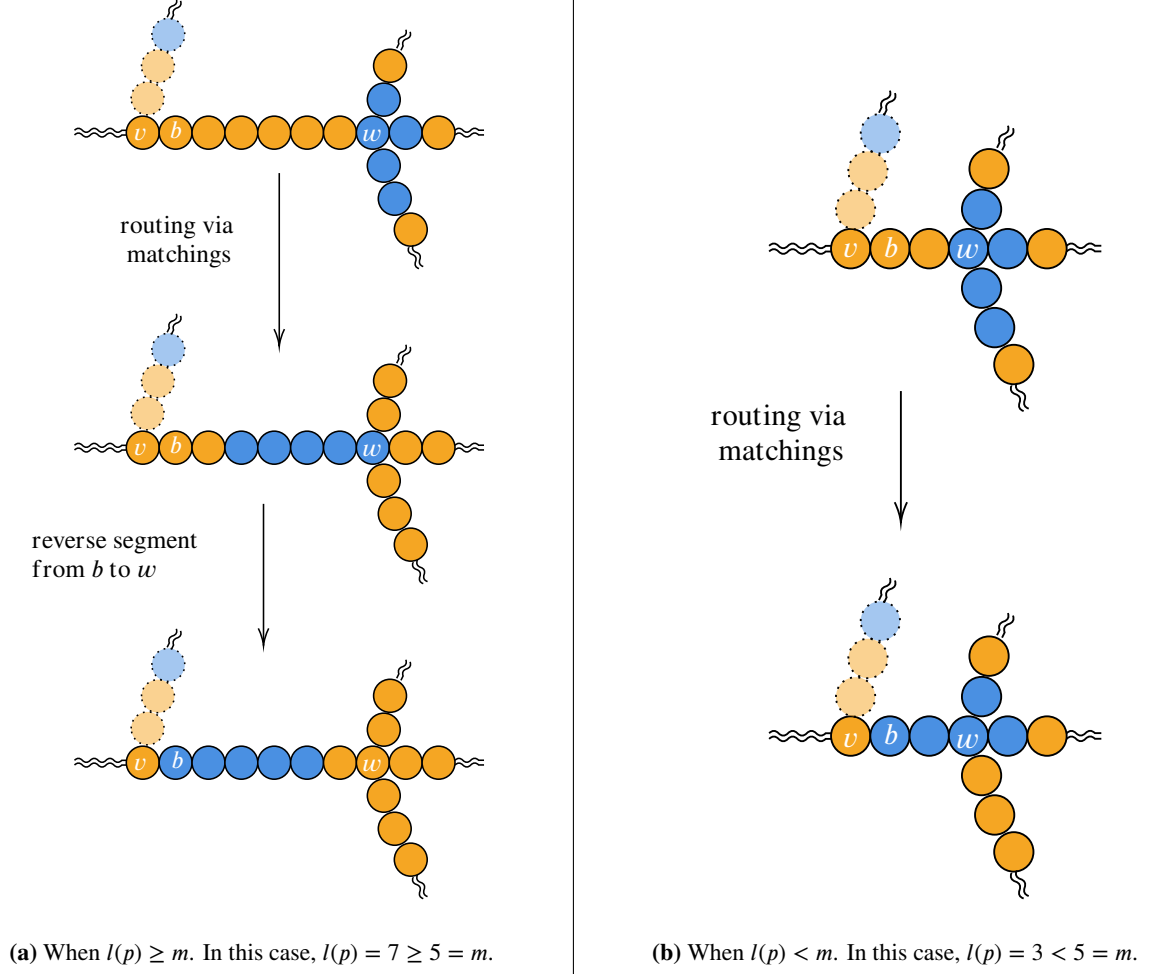 v b w
routing via
matchings
v b w
reverse segment
from b to w
v b w
(a) When l(p) ≥ m. In this case, l(p) = 7 ≥ 5 = m.
v b w
routing via
matchings
v b w
(b) When l(p) < m. In this case, l(p) = 3 < 5 = m.